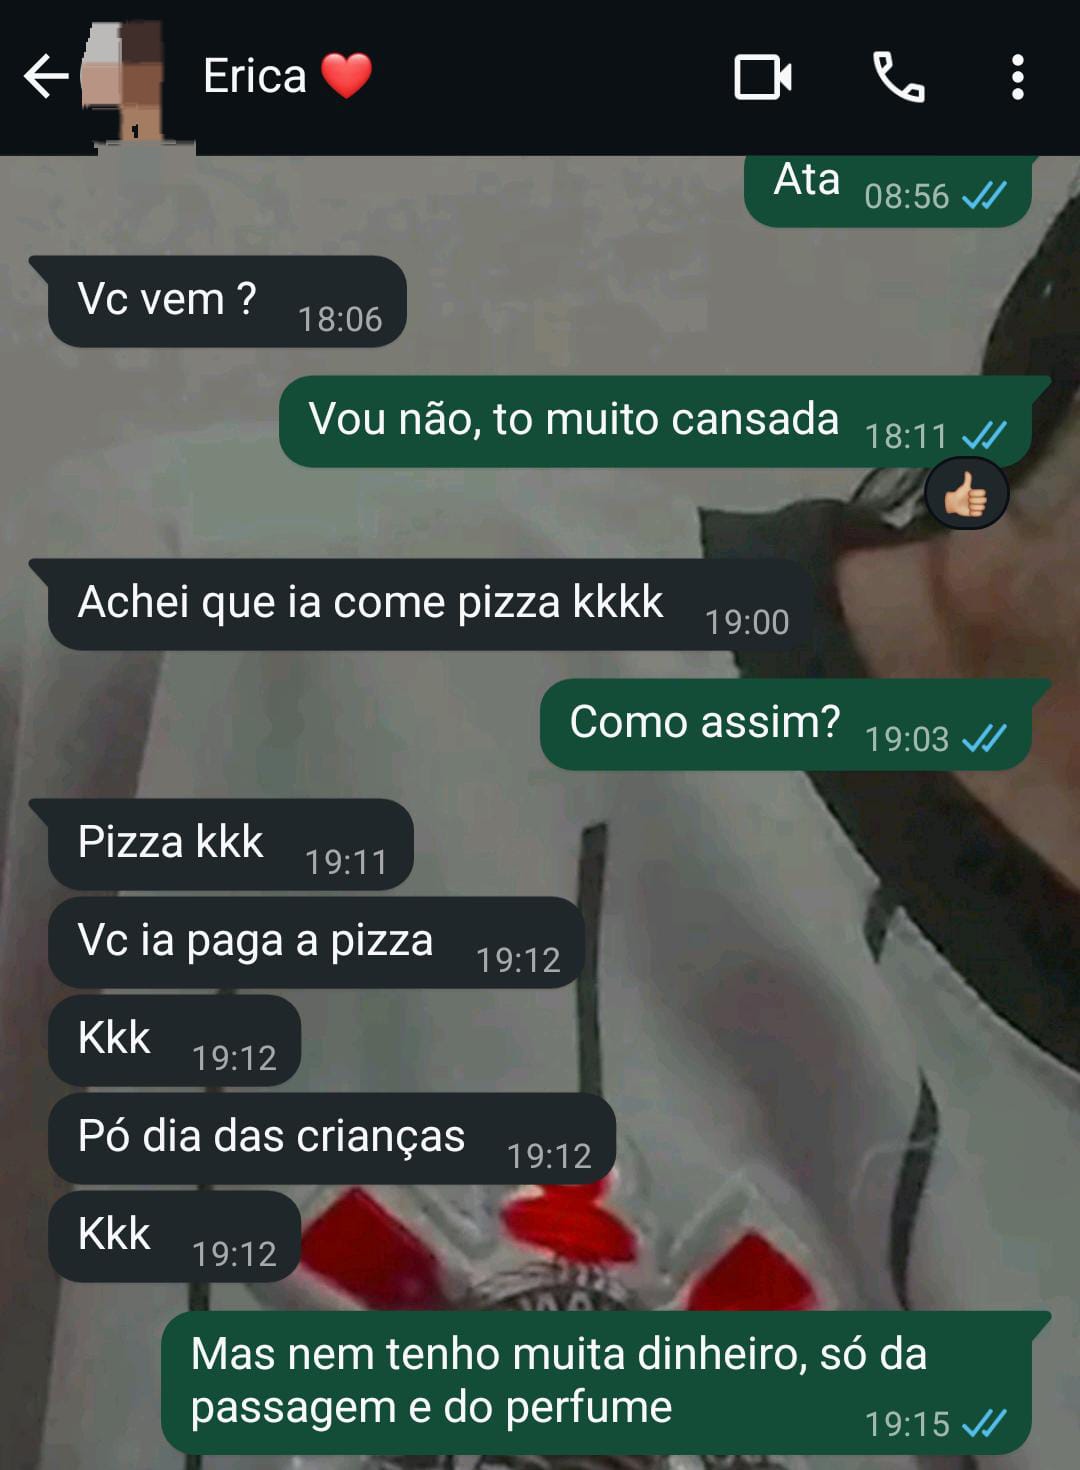 Erica ❤️
Ata 08:56
Vc vem ? 18:06
Vou não, to muito cansada 18:11
👍🏼
Achei que ia come pizza kkkk 19:00
Como assim? 19:03
Pizza kkk 19:11
Vc ia paga a pizza 19:12
Kkk 19:12
Pó dia das crianças 19:12
Kkk 19:12
Mas nem tenho muita dinheiro, só da
passagem e do perfume 19:15